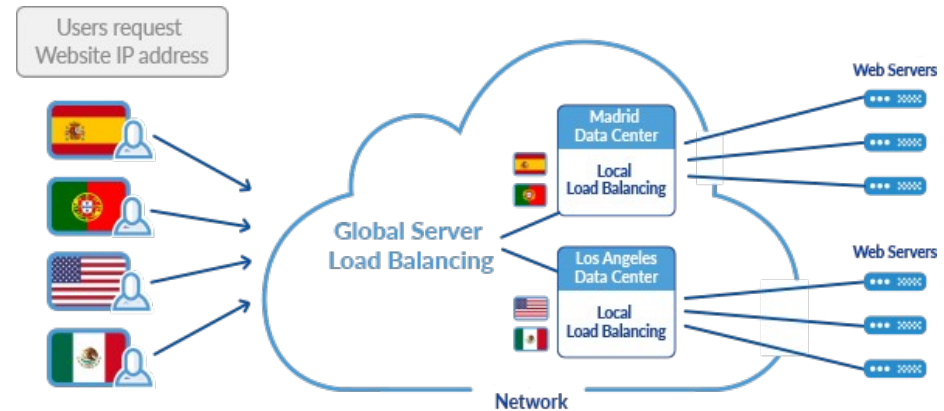 Users request
Website IP address
Web Servers
Madrid
Data Center
Local
Load Balancing
Global Server
Load Balancing
Los Angeles
Data Center
Local
Load Balancing
Web Servers
Network